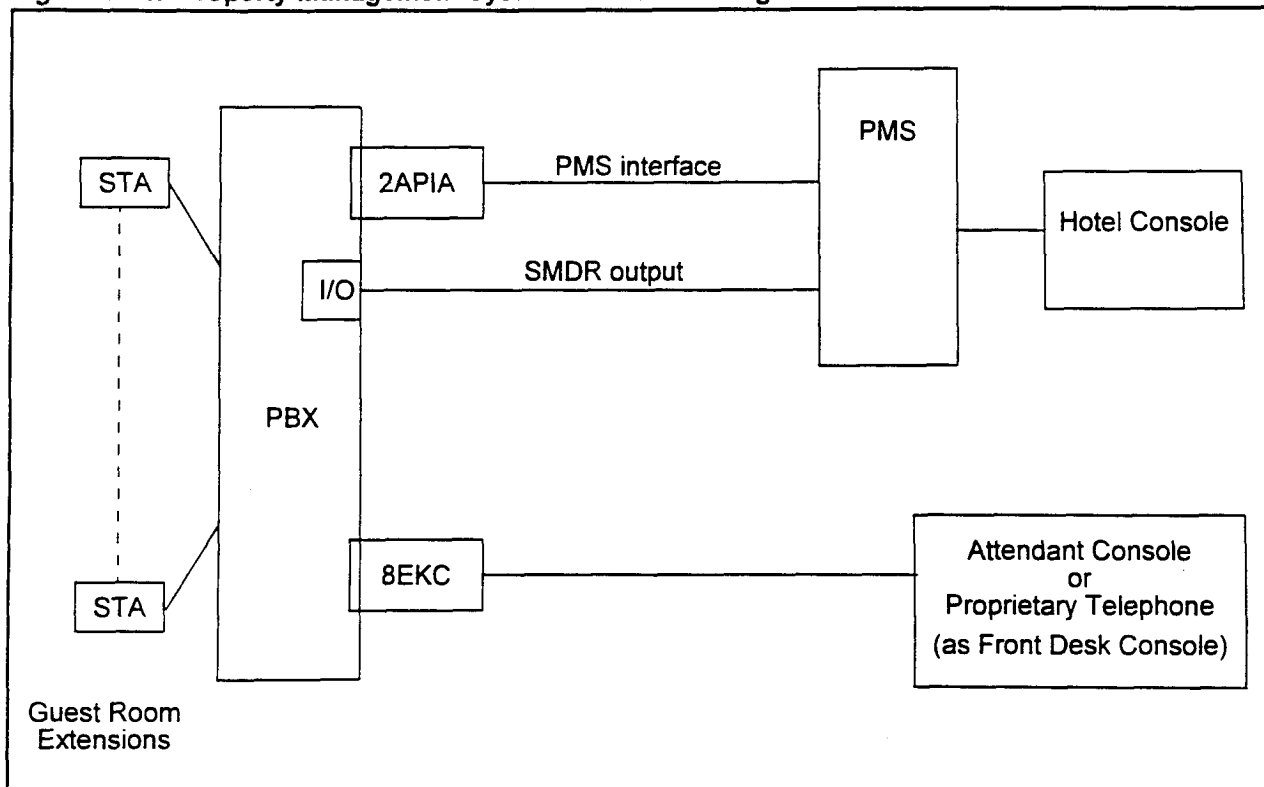 PMS
STA
2APIA
PMS interface
Hotel Console
I/O
SMDR output
PBX
8EKC
Attendant Console
or
Proprietary Telephone
(as Front Desk Console)
STA
Guest Room
Extensions